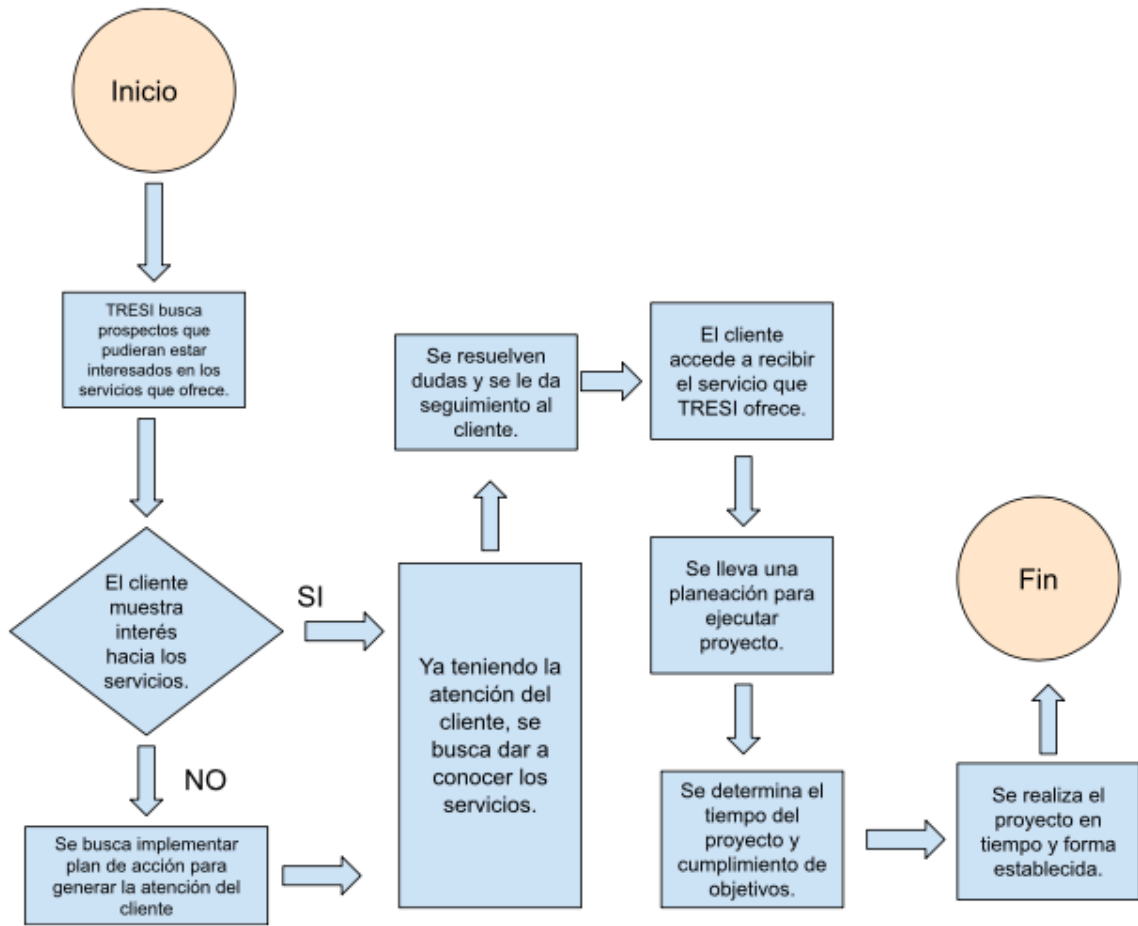 Inicio
TRESI busca
prospectos que
pudieran estar
interesados en los
servicios que ofrece.
El cliente
muestra
interés
hacia los
servicios.
SI
NO
Se busca implementar
plan de acción para
generar la atención del
cliente
Ya teniendo la
atención del
cliente, se
busca dar a
conocer los
servicios.
Se resuelven
dudas y se le da
seguimiento al
cliente.
El cliente
accede a recibir
el servicio que
TRESI ofrece.
Se lleva una
planeación para
ejecutar
proyecto.
Se determina el
tiempo del
proyecto y
cumplimiento de
objetivos.
Se realiza el
proyecto en
tiempo y forma
establecida.
Fin